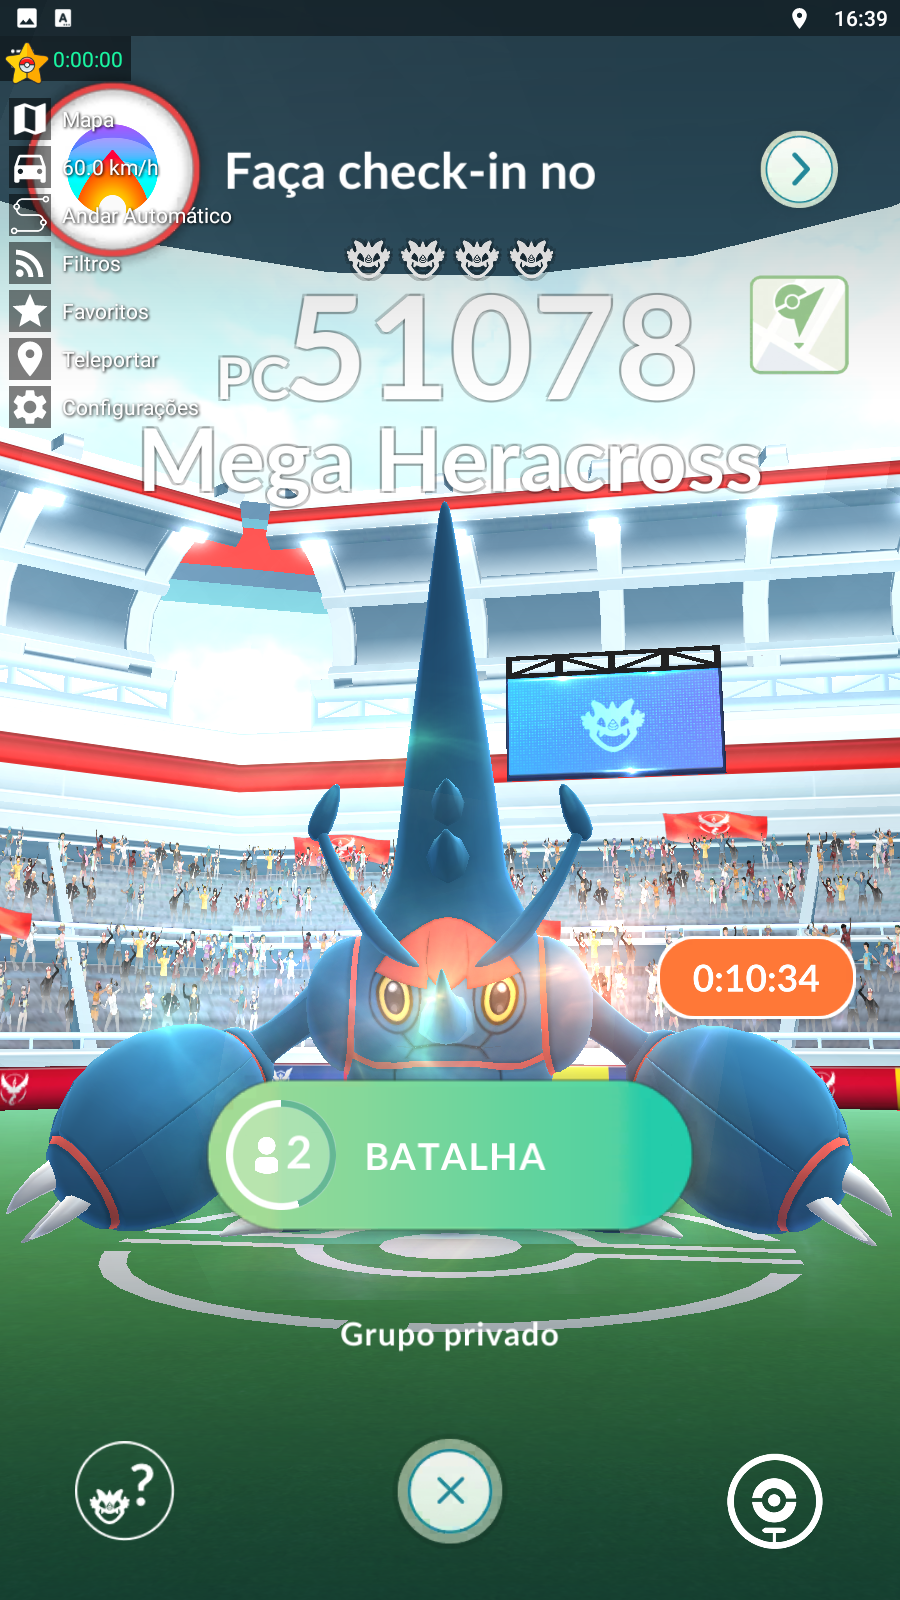 16:39
0:00:00
Mapa
60.0 km/h
Faça check-in no
Andar Automático
Filtros
Favoritos
PC51078
Teleportar
Configurações
Mega Heracross
0:10:34
2 BATALHA
Grupo privado
?